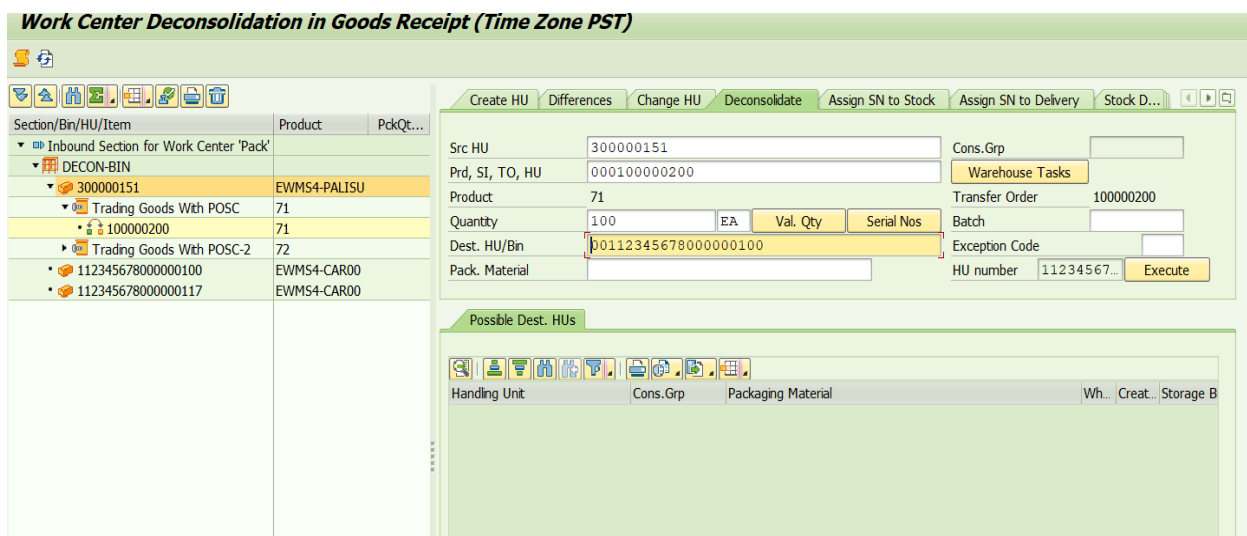 Work Center Deconsolidation in Goods Receipt (Time Zone PST)
Create HU Differences Change HU Deconsolidate Assign SN to Stock Assign SN to Delivery Stock D...
Section/Bin/HU/Item Product PckQt...
Inbound Section for Work Center 'Pack'
DECON-BIN
300000151 EWMS4-PALISU
Trading Goods With POSC 71
100000200 71
Trading Goods With POSC-2 72
112345678000000100 EWMS4-CAR00
112345678000000117 EWMS4-CAR00
Src HU 300000151 Cons.Grp
Prd, SI, TO, HU 000100000200 Warehouse Tasks
Product 71 Transfer Order 100000200
Quantity 100 EA Val. Qty Serial Nos Batch
Dest. HU/Bin 00112345678000000100 Exception Code
Pack. Material HU number 11234567... Execute
Possible Dest. HUs
Handling Unit Cons.Grp Packaging Material Wh... Creat... Storage B